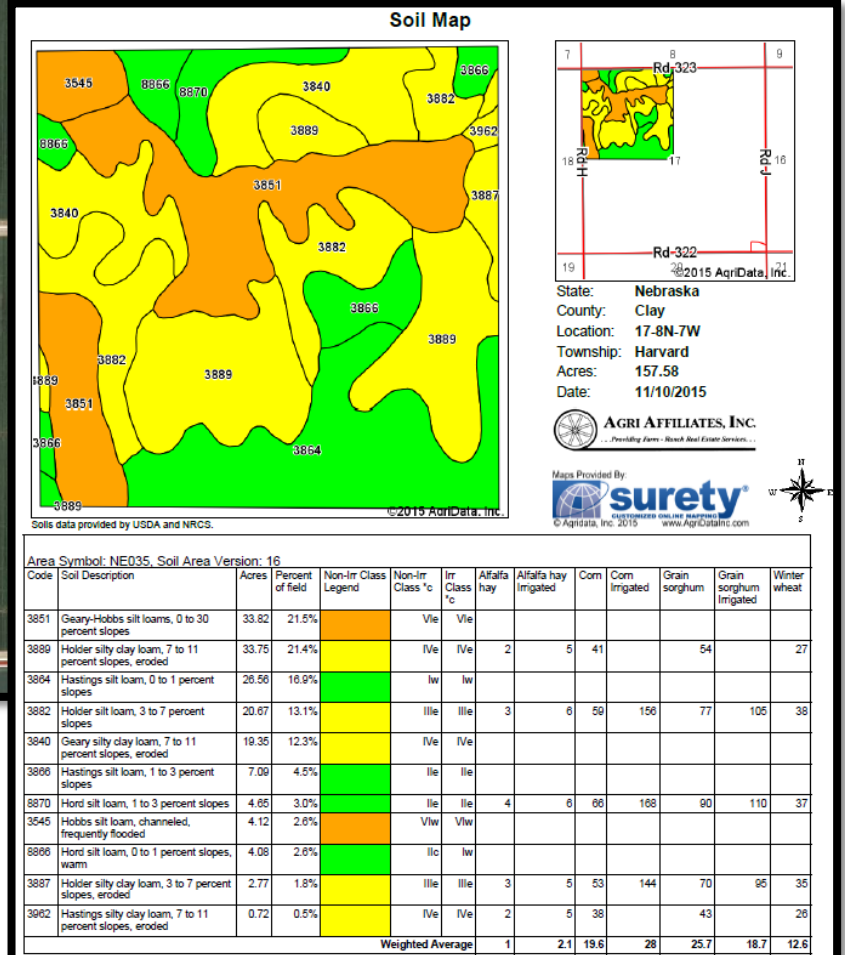 Soil Map
3545
8866
8870
3840
3866
3882
3889
3962
8866
3851
3887
3840
3882
3866
3889
3882
3889
3889
3851
3866
3864
3889
©2015 AgriData, Inc.
Soils data provided by USDA and NRCS.
7
8
9
Rd 323
18
Rd-H
17
Rd-J
16
Rd-322
19
20
21
©2015 AgriData, Inc.
State: Nebraska
County: Clay
Location: 17-8N-7W
Township: Harvard
Acres: 157.58
Date: 11/10/2015
AGRI AFFILIATES, INC.
...Providing Farm - Ranch Real Estate Services...
Maps Provided By:
surety®
CUSTOMIZED ONLINE MAPPING
© Agridata, Inc. 2015 www.AgriDataInc.com
N
W
E
S
Area Symbol: NE035, Soil Area Version: 16
Code Soil Description Acres Percent of field Non-Irr Class Legend Non-Irr Class *c Irr Class *c Alfalfa hay Alfalfa hay Irrigated Corn Corn Irrigated Grain sorghum Grain sorghum Irrigated Winter wheat
3851 Geary-Hobbs silt loams, 0 to 30 percent slopes 33.82 21.5% VIe VIe
3889 Holder silty clay loam, 7 to 11 percent slopes, eroded 33.75 21.4% IVe IVe 2 5 41 54 27
3864 Hastings silt loam, 0 to 1 percent slopes 26.56 16.9% Iw Iw
3882 Holder silt loam, 3 to 7 percent slopes 20.67 13.1% IIIe IIIe 3 6 59 156 77 105 38
3840 Geary silty clay loam, 7 to 11 percent slopes, eroded 19.35 12.3% IVe IVe
3866 Hastings silt loam, 1 to 3 percent slopes 7.09 4.5% IIe IIe
8870 Hord silt loam, 1 to 3 percent slopes 4.65 3.0% IIe IIe 4 6 66 168 90 110 37
3545 Hobbs silt loam, channeled, frequently flooded 4.12 2.6% VIw VIw
8866 Hord silt loam, 0 to 1 percent slopes, warm 4.08 2.6% IIc Iw
3887 Holder silty clay loam, 3 to 7 percent slopes, eroded 2.77 1.8% IIIe IIIe 3 5 53 144 70 95 35
3962 Hastings silty clay loam, 7 to 11 percent slopes, eroded 0.72 0.5% IVe IVe 2 5 38 43 26
Weighted Average 1 2.1 19.6 28 25.7 18.7 12.6